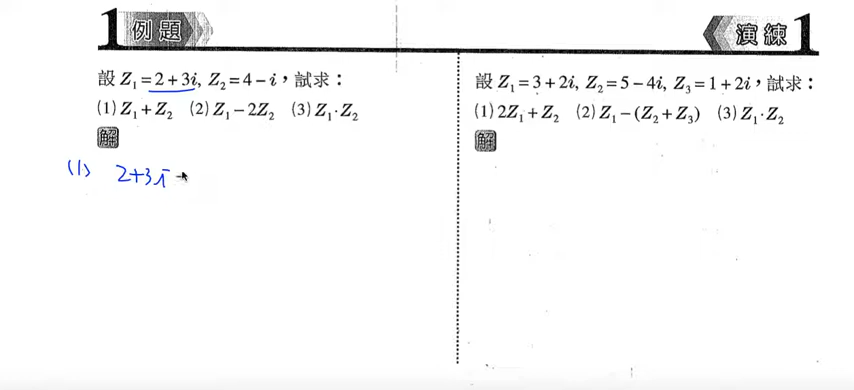 1 例題
設 Z₁ = 2 + 3i, Z₂ = 4 − i，試求：
(1) Z₁ + Z₂ (2) Z₁ − 2Z₂ (3) Z₁·Z₂
解
(1) 2+3i
演練 1
設 Z₁ = 3 + 2i, Z₂ = 5 − 4i, Z₃ = 1 + 2i，試求：
(1) 2Z₁ + Z₂ (2) Z₁ − (Z₂ + Z₃) (3) Z₁·Z₂
解